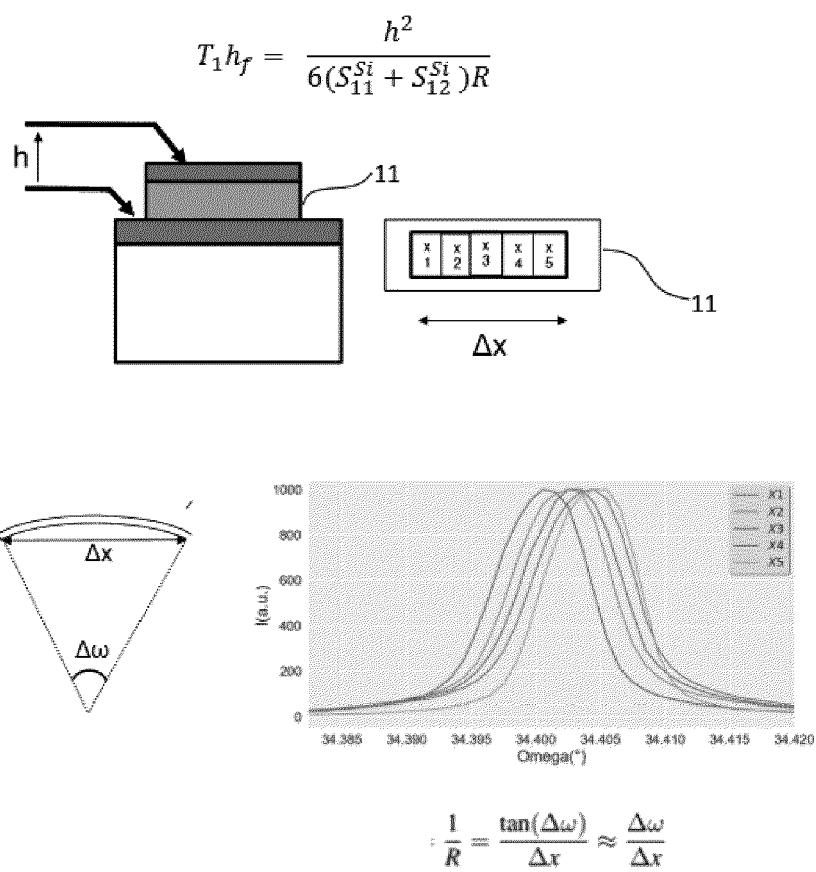 T₁h_f = h² / 6(S₁₁^Si + S₁₂^Si)R
h
11
x x x x x
1 2 3 4 5
11
Δx
Δx
Δω
1000
800
600
400
200
0
I(a.u.)
X1
X2
X3
X4
X5
34.385 34.390 34.395 34.400 34.405 34.410 34.415 34.420
Omega(°)
1/R = tan(Δω)/Δx ≈ Δω/Δx